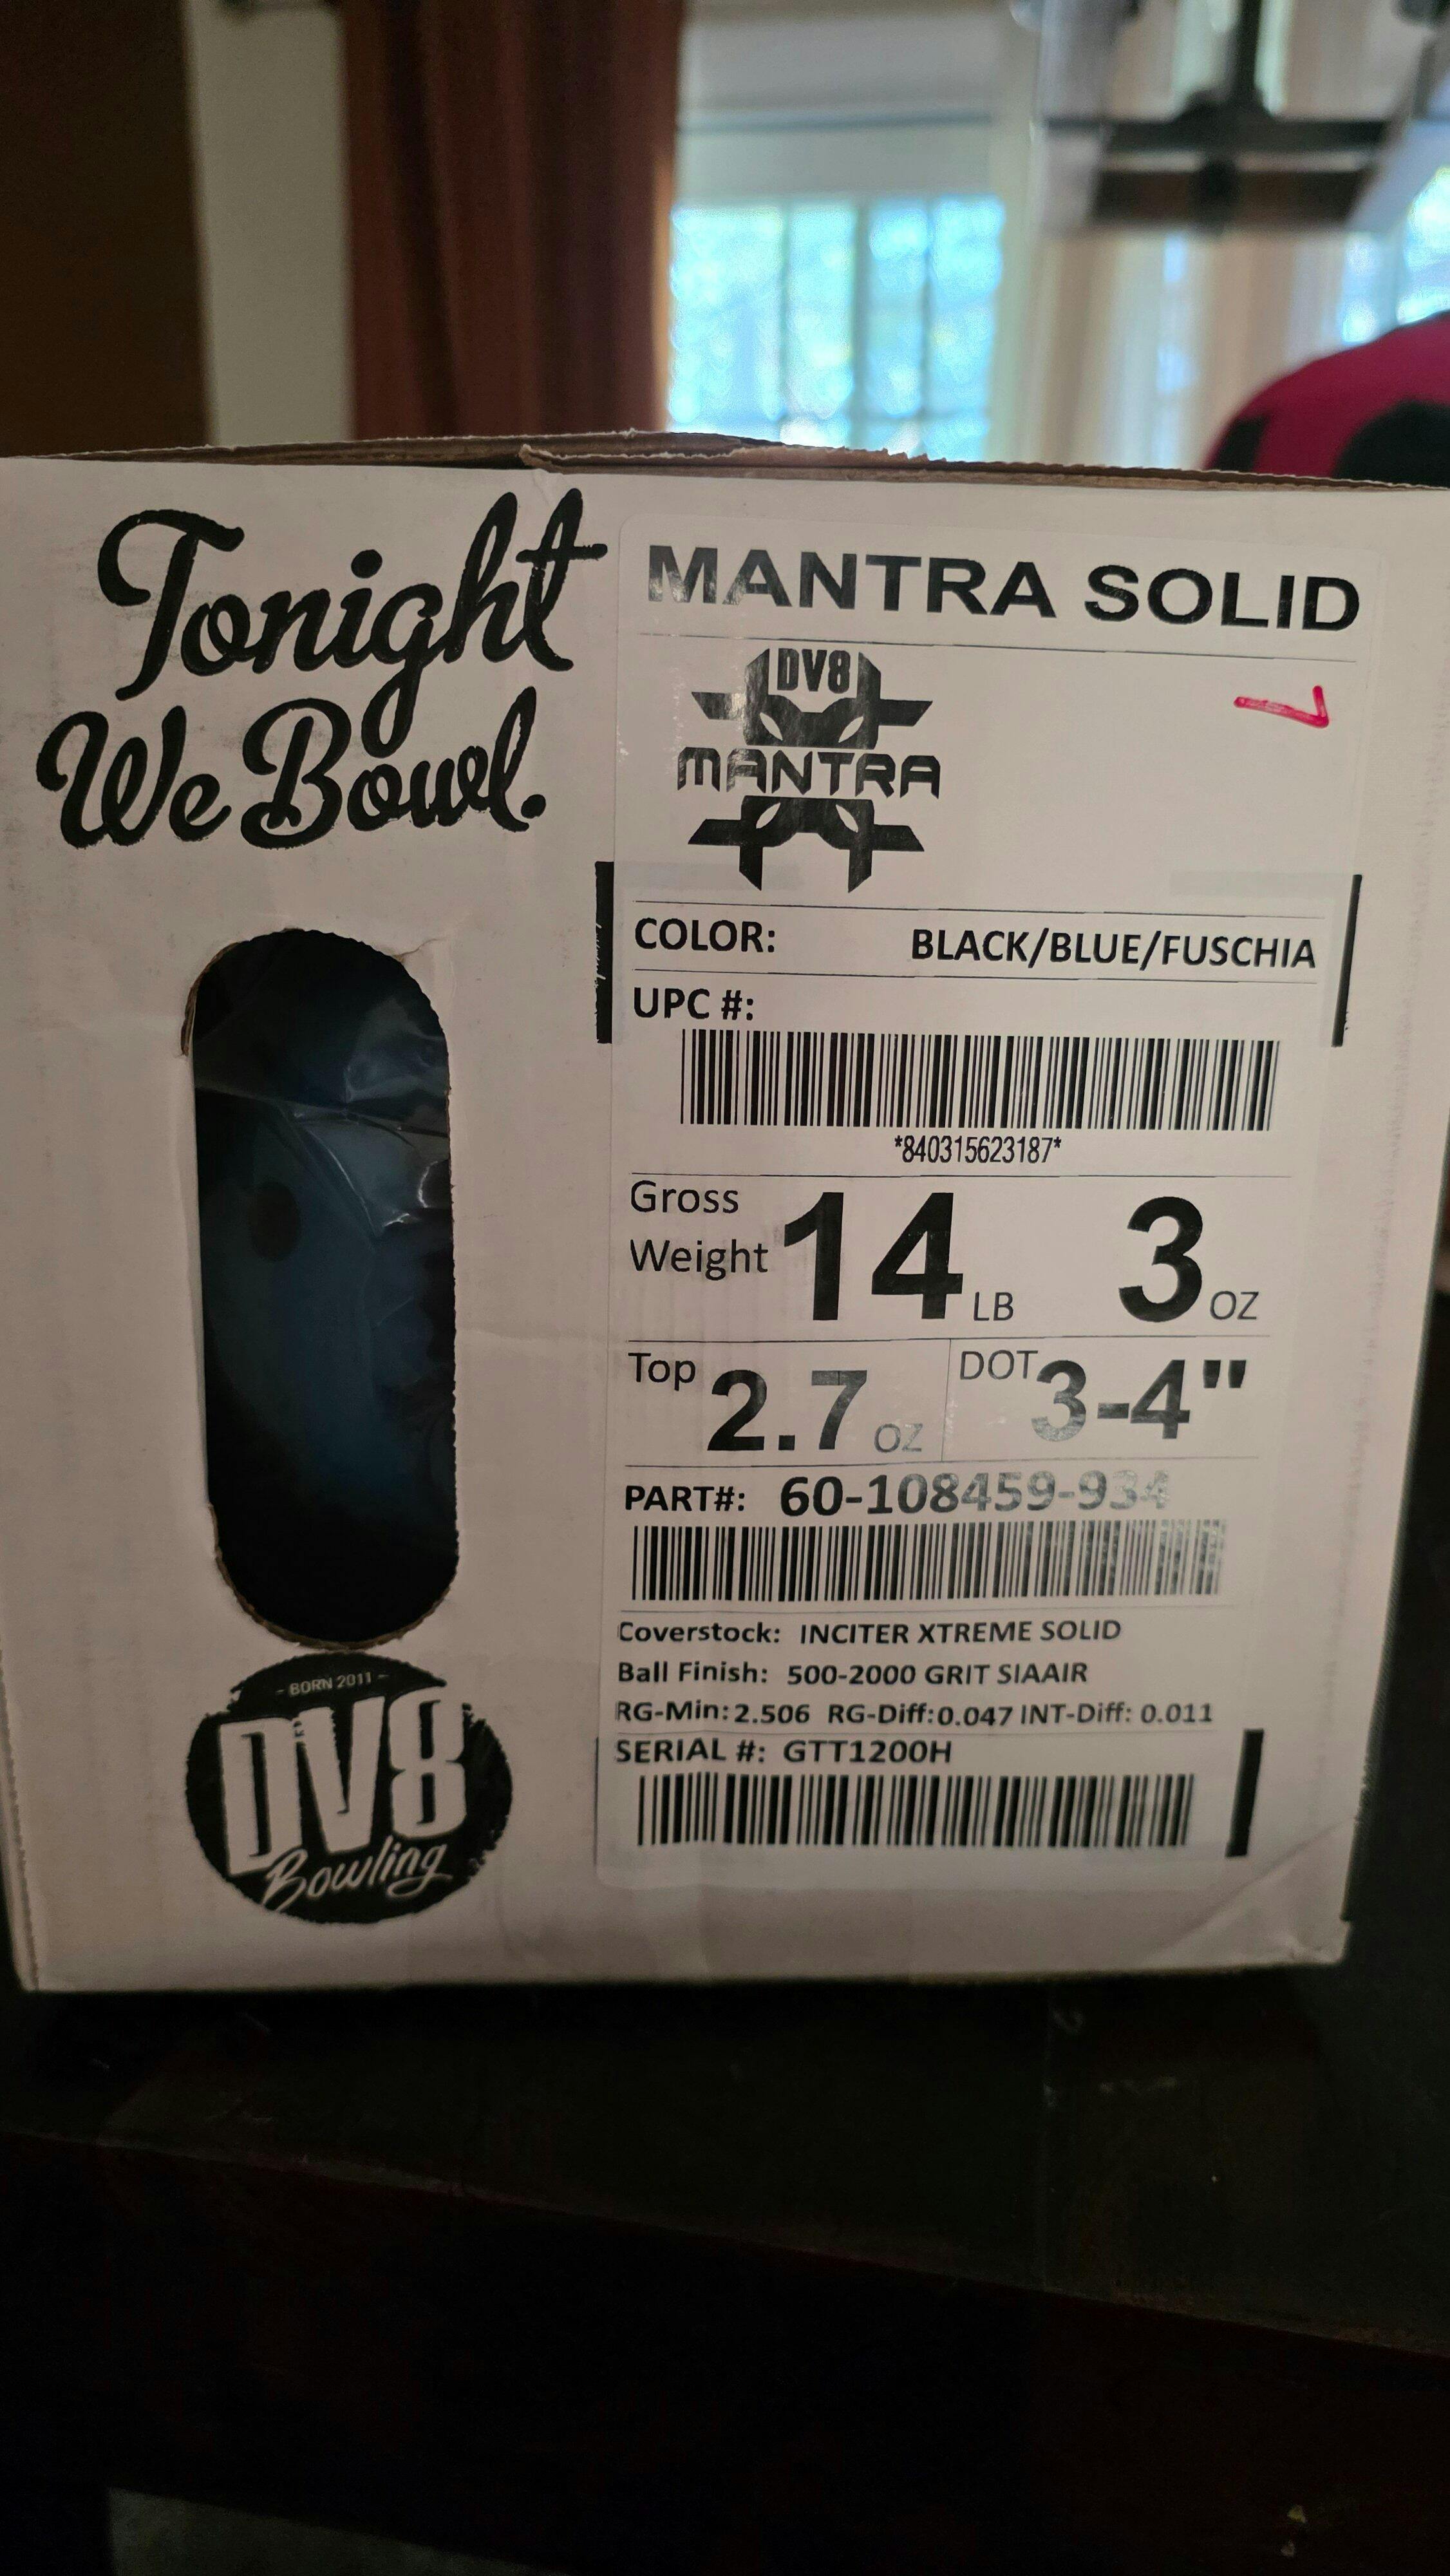 Tonight
We Bowl.
MANTRA SOLID
DV8
MANTRA
COLOR: BLACK/BLUE/FUSCHIA
UPC #:
*840315623187*
Gross
Weight 14 LB 3 OZ
Top 2.7 OZ DOT 3-4"
PART#: 60-108459-934
Coverstock: INCITER XTREME SOLID
Ball Finish: 500-2000 GRIT SIAAIR
RG-Min: 2.506 RG-Diff: 0.047 INT-Diff: 0.011
SERIAL #: GTT1200H
- BORN 2011 -
DV8
Bowling